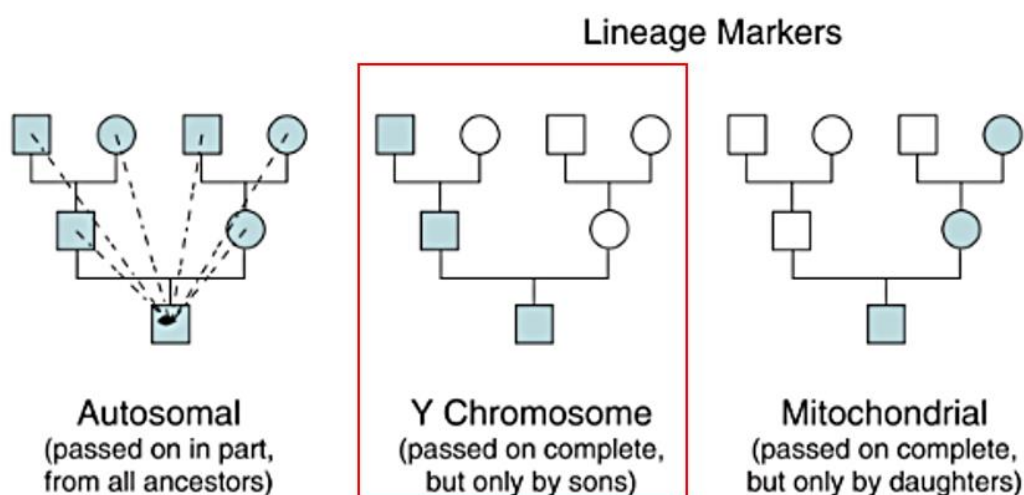 Lineage Markers
Autosomal
(passed on in part,
from all ancestors)
Y Chromosome
(passed on complete,
but only by sons)
Mitochondrial
(passed on complete,
but only by daughters)